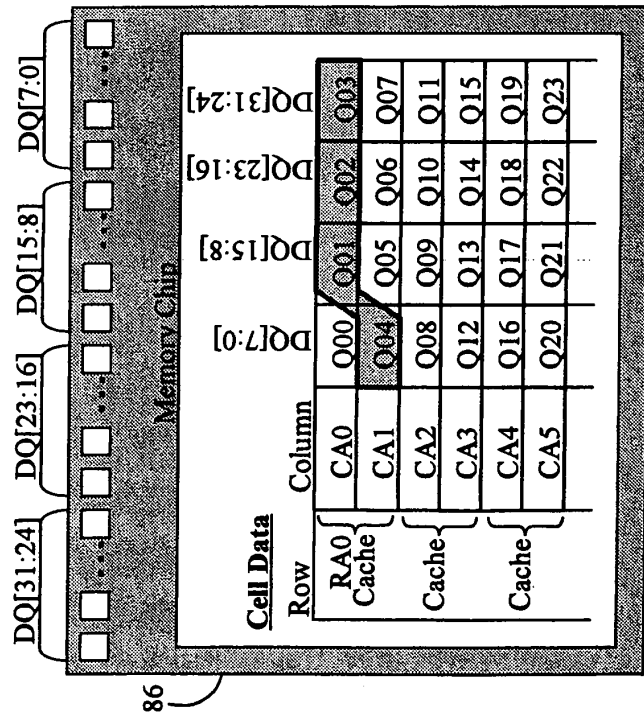 DQ[31:24] DQ[23:16] DQ[15:8] DQ[7:0]
86
Memory Chip
Cell Data
Row Column DQ[7:0] DQ[15:8] DQ[23:16] DQ[31:24]
RA0 CA0 Q00 Q01 Q02 Q03
Cache CA1 Q04 Q05 Q06 Q07
CA2 Q08 Q09 Q10 Q11
Cache CA3 Q12 Q13 Q14 Q15
CA4 Q16 Q17 Q18 Q19
Cache CA5 Q20 Q21 Q22 Q23